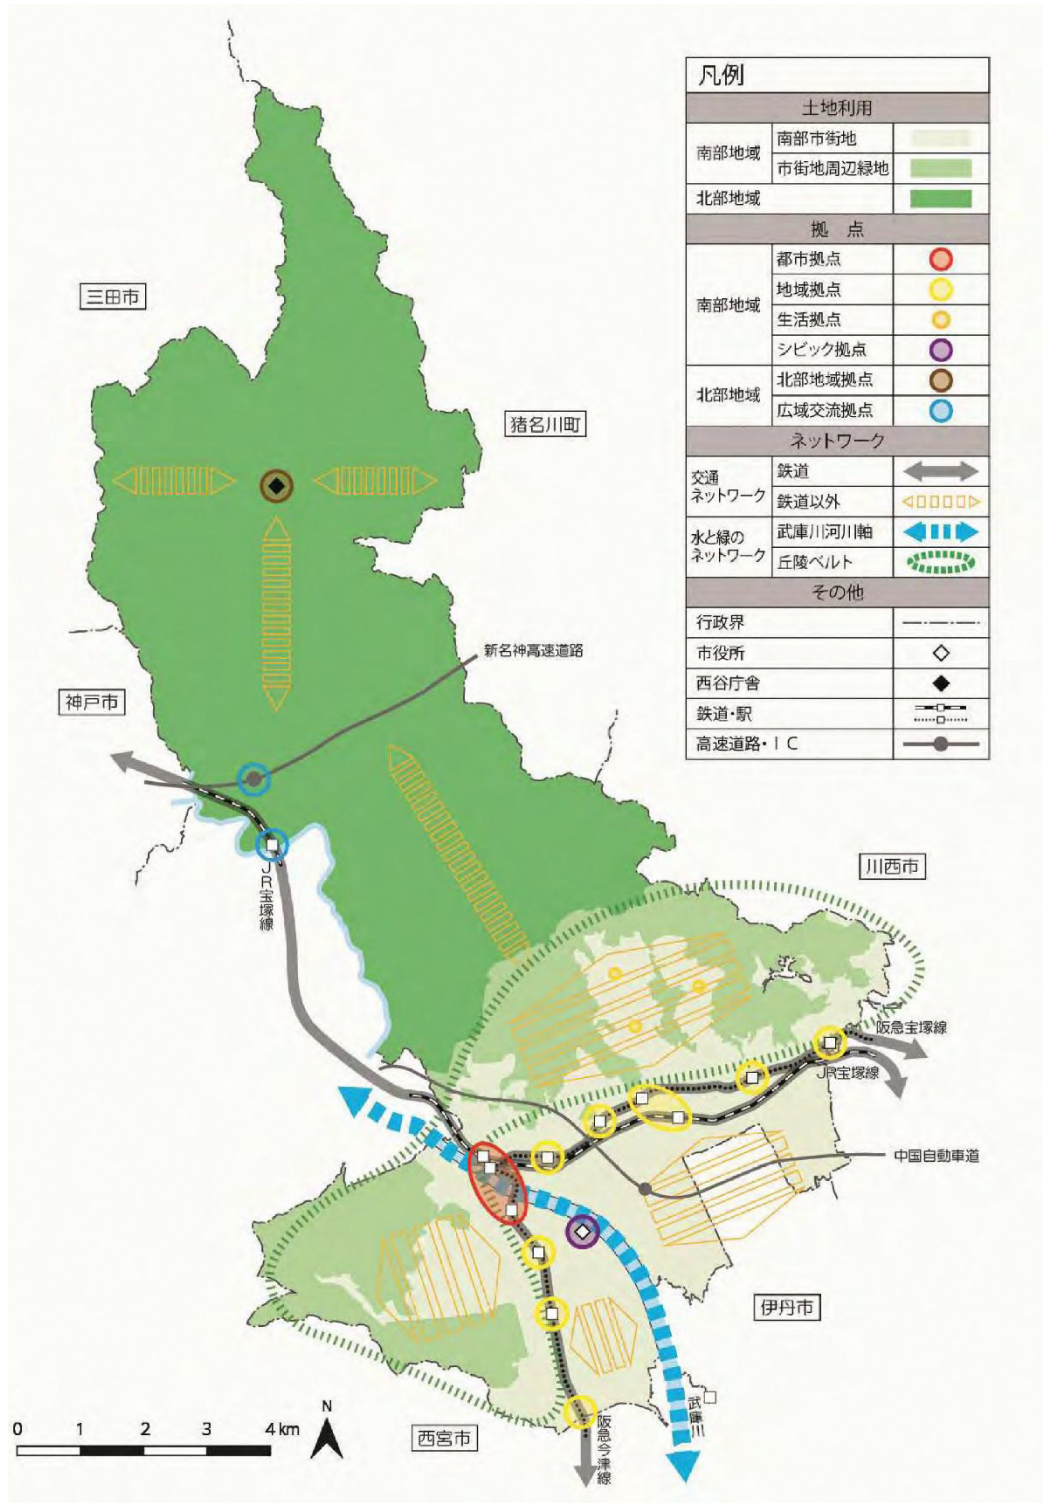 凡例
土地利用
南部地域
南部市街地
市街地周辺緑地
北部地域
拠 点
南部地域
都市拠点
地域拠点
生活拠点
シビック拠点
北部地域
北部地域拠点
広域交流拠点
ネットワーク
交通
ネットワーク
鉄道
鉄道以外
水と緑の
ネットワーク
武庫川河川軸
丘陵ベルト
その他
行政界
市役所
西谷庁舎
鉄道・駅
高速道路・IC
三田市
猪名川町
新名神高速道路
神戸市
JR宝塚線
川西市
阪急宝塚線
JR宝塚線
中国自動車道
伊丹市
武庫川
西宮市
阪急今津線
0 1 2 3 4km
N